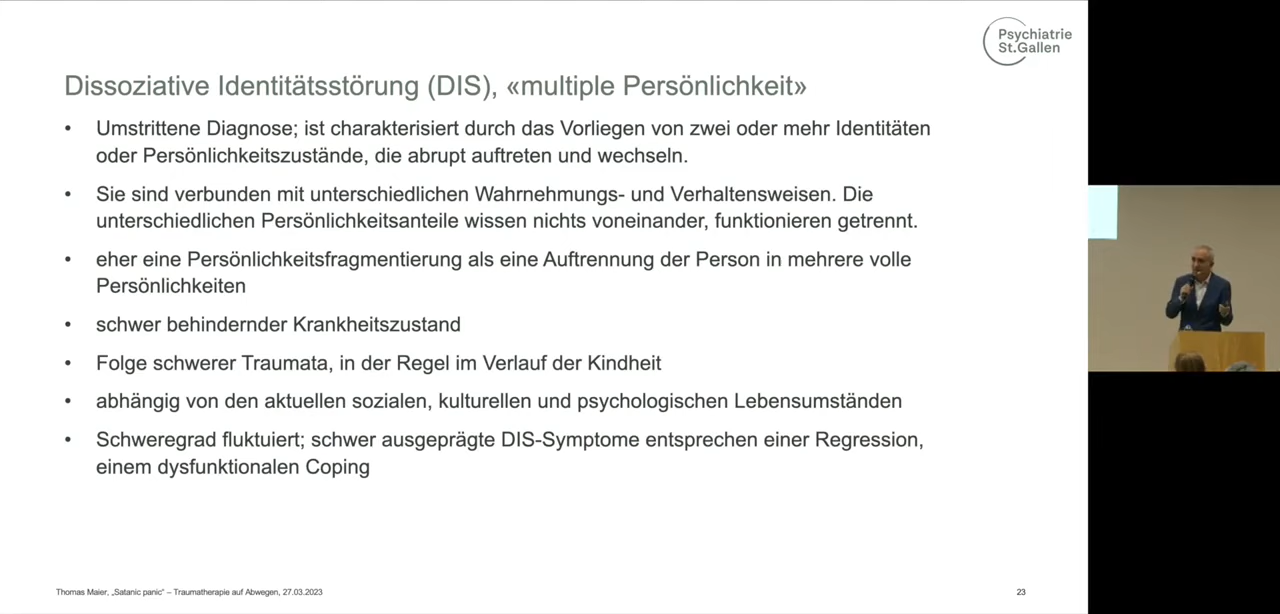 Psychiatrie
St.Gallen
Dissoziative Identitätsstörung (DIS), «multiple Persönlichkeit»
• Umstrittene Diagnose; ist charakterisiert durch das Vorliegen von zwei oder mehr Identitäten
oder Persönlichkeitszustände, die abrupt auftreten und wechseln.
• Sie sind verbunden mit unterschiedlichen Wahrnehmungs- und Verhaltensweisen. Die
unterschiedlichen Persönlichkeitsanteile wissen nichts voneinander, funktionieren getrennt.
• eher eine Persönlichkeitsfragmentierung als eine Auftrennung der Person in mehrere volle
Persönlichkeiten
• schwer behindernder Krankheitszustand
• Folge schwerer Traumata, in der Regel im Verlauf der Kindheit
• abhängig von den aktuellen sozialen, kulturellen und psychologischen Lebensumständen
• Schweregrad fluktuiert; schwer ausgeprägte DIS-Symptome entsprechen einer Regression,
einem dysfunktionalen Coping
Thomas Maier, „Satanic panic“ – Traumatherapie auf Abwegen, 27.03.2023
23